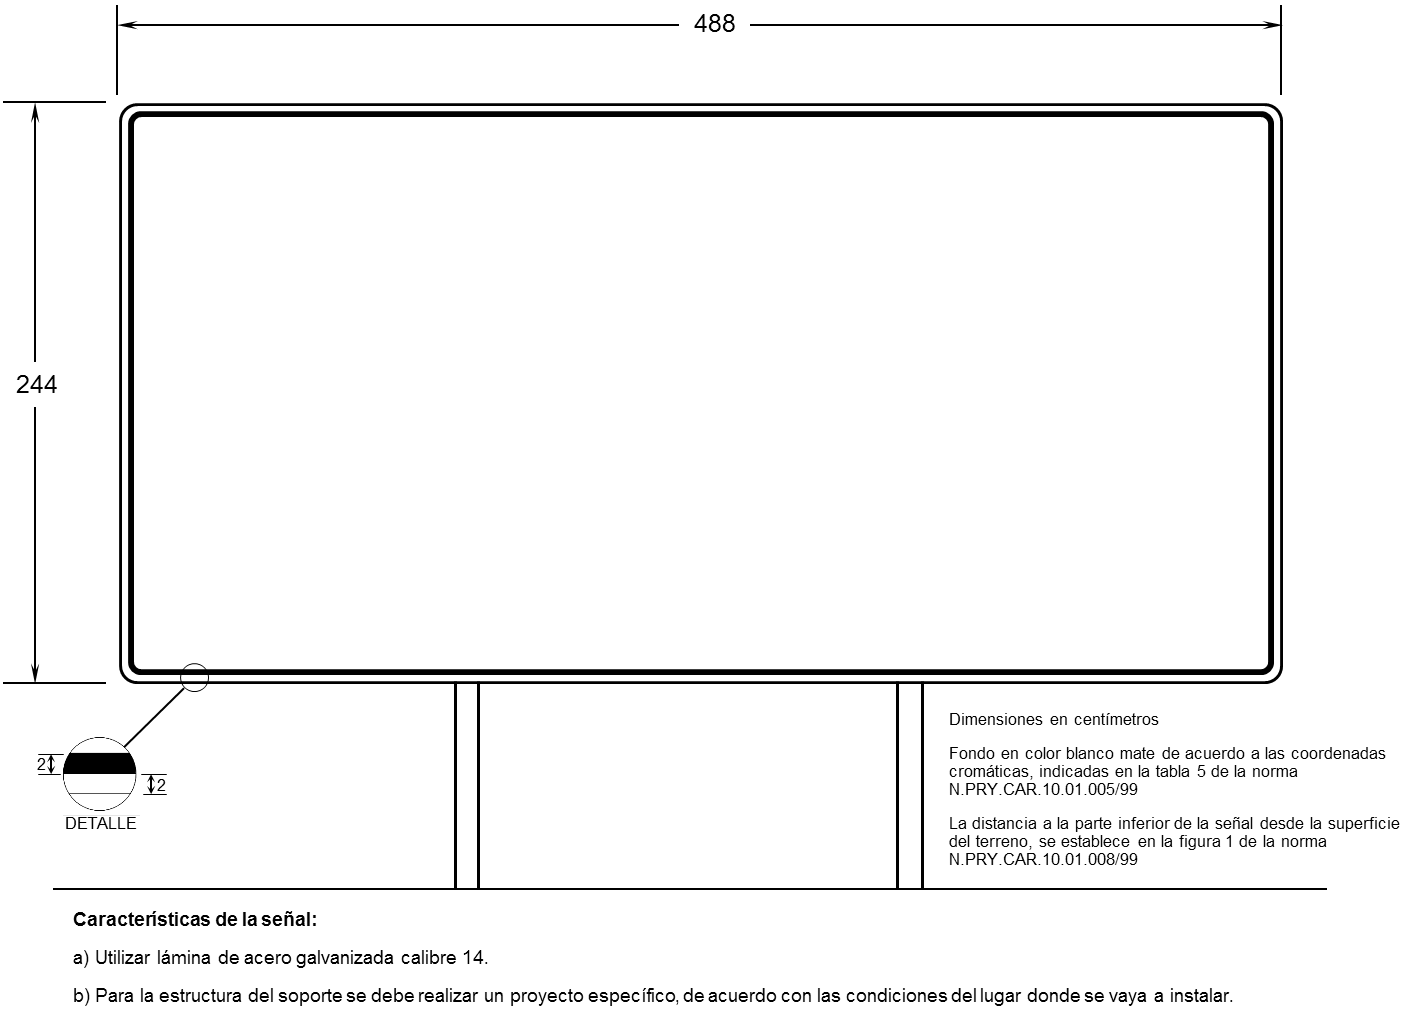 488
244
2
2
DETALLE
Dimensiones en centímetros
Fondo en color blanco mate de acuerdo a las coordenadas
cromáticas, indicadas en la tabla 5 de la norma
N.PRY.CAR.10.01.005/99
La distancia a la parte inferior de la señal desde la superficie
del terreno, se establece en la figura 1 de la norma
N.PRY.CAR.10.01.008/99
Características de la señal:
a) Utilizar lámina de acero galvanizada calibre 14.
b) Para la estructura del soporte se debe realizar un proyecto específico, de acuerdo con las condiciones del lugar donde se vaya a instalar.